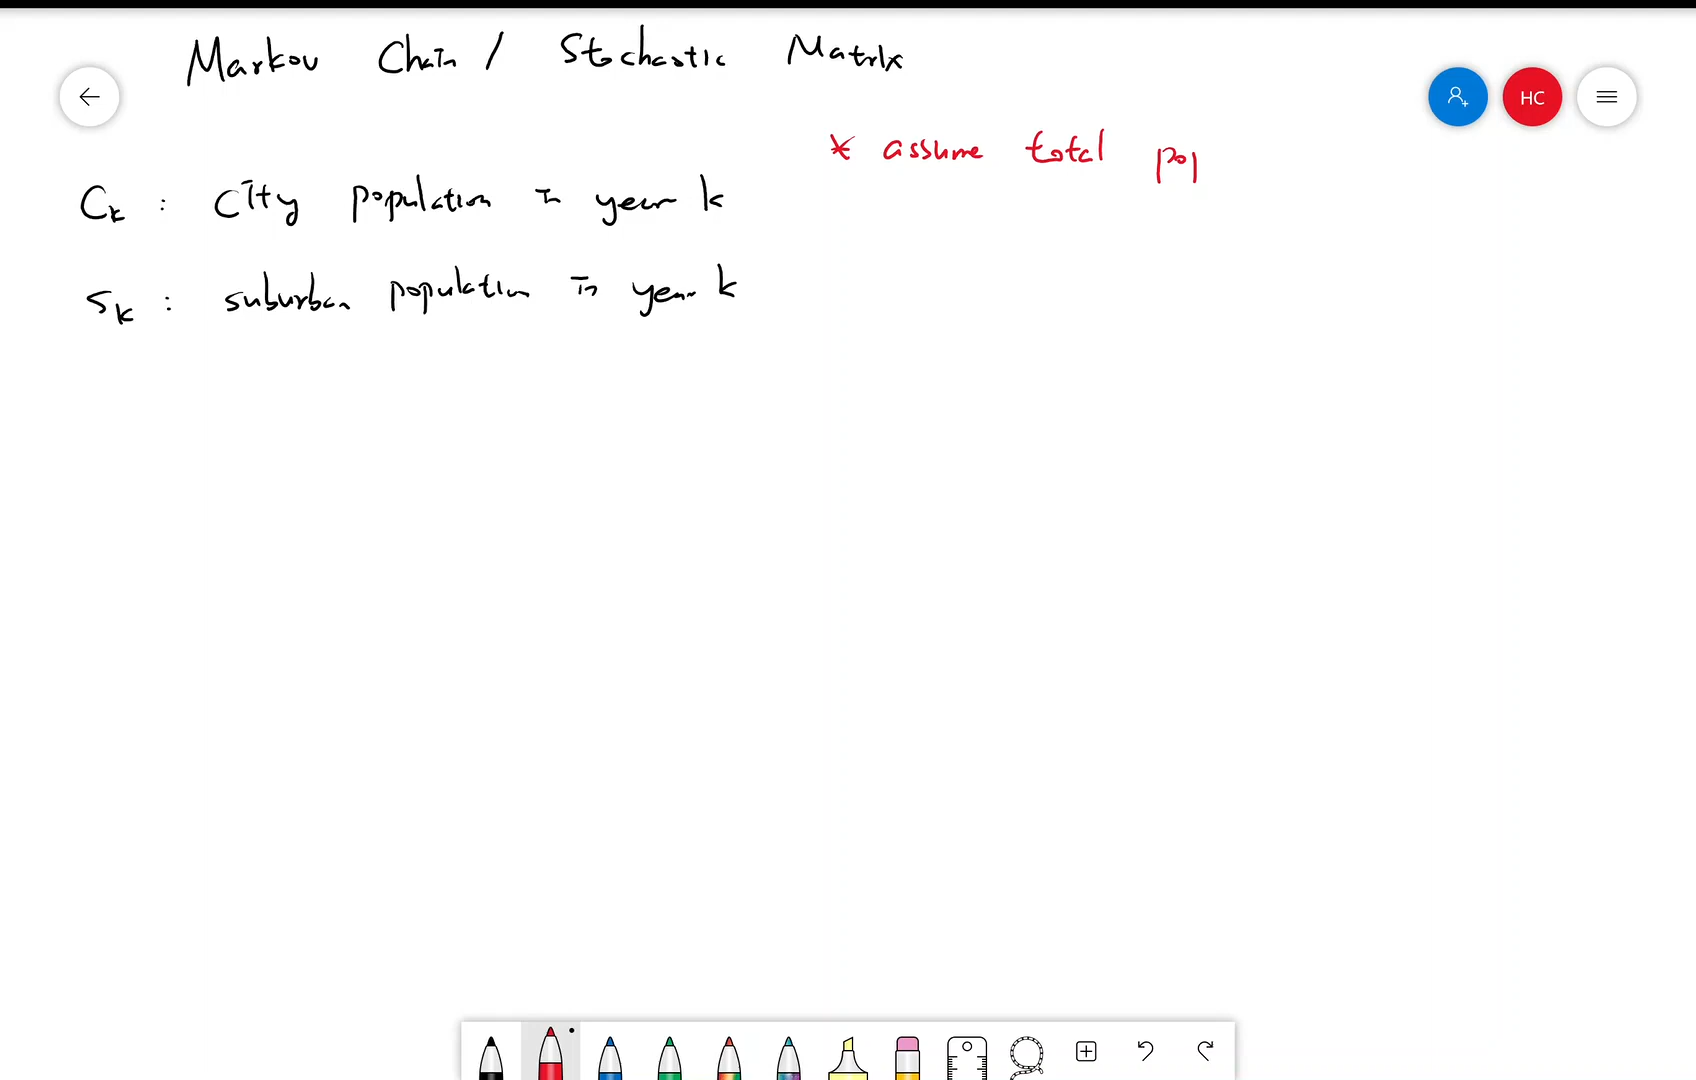 Markov Chain / Stochastic Matrix
HC
* assume total pop
Ck : City population in year k
Sk : suburban population in year k